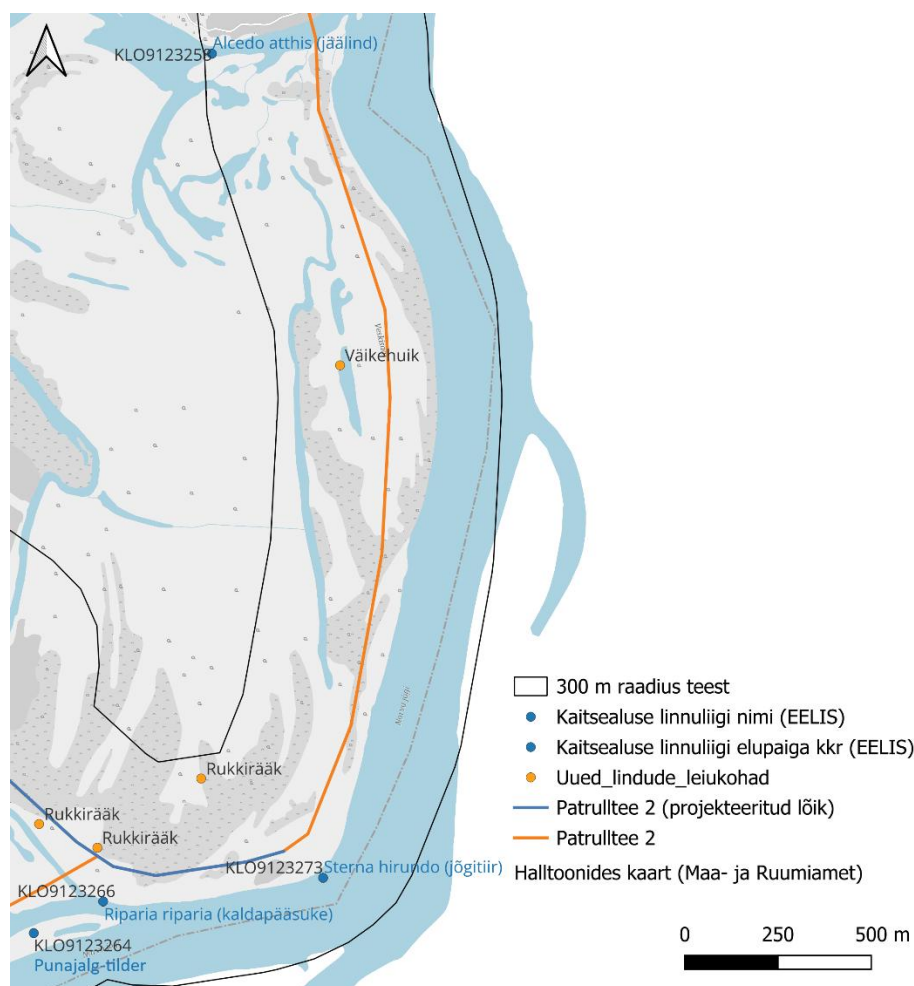 Alcedo atthis (jäälind)
KLO9123258
Väikehuik
Narva jõgi
Rukkirääk
Rukkirääk
Rukkirääk
KLO9123273
Sterna hirundo (jõgitiir)
KLO9123266
Riparia riparia (kaldapääsuke)
KLO9123264
Punajalg-tilder
300 m raadius teest
Kaitsealuse linnuliigi nimi (EELIS)
Kaitsealuse linnuliigi elupaiga kkr (EELIS)
Uued_lindude_leiukohad
Patrulltee 2 (projekteeritud lõik)
Patrulltee 2
Halltoonides kaart (Maa- ja Ruumiamet)
0 250 500 m